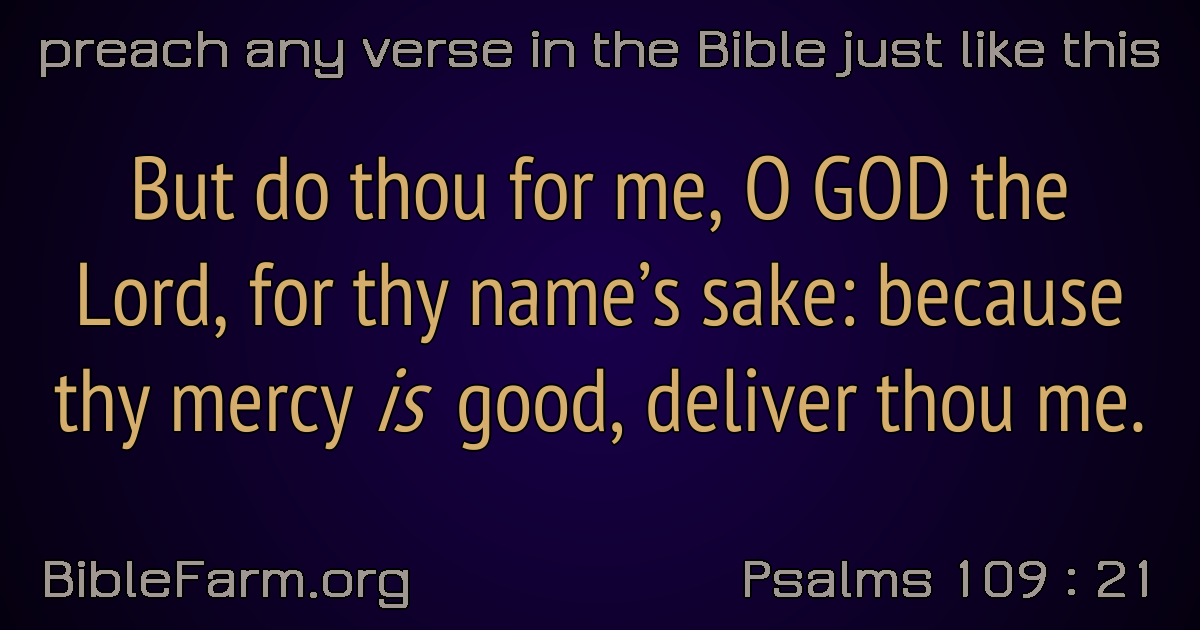 preach any verse in the Bible just like this
But do thou for me, O GOD the
Lord, for thy name’s sake: because
thy mercy is good, deliver thou me.
BibleFarm.org
Psalms 109 : 21